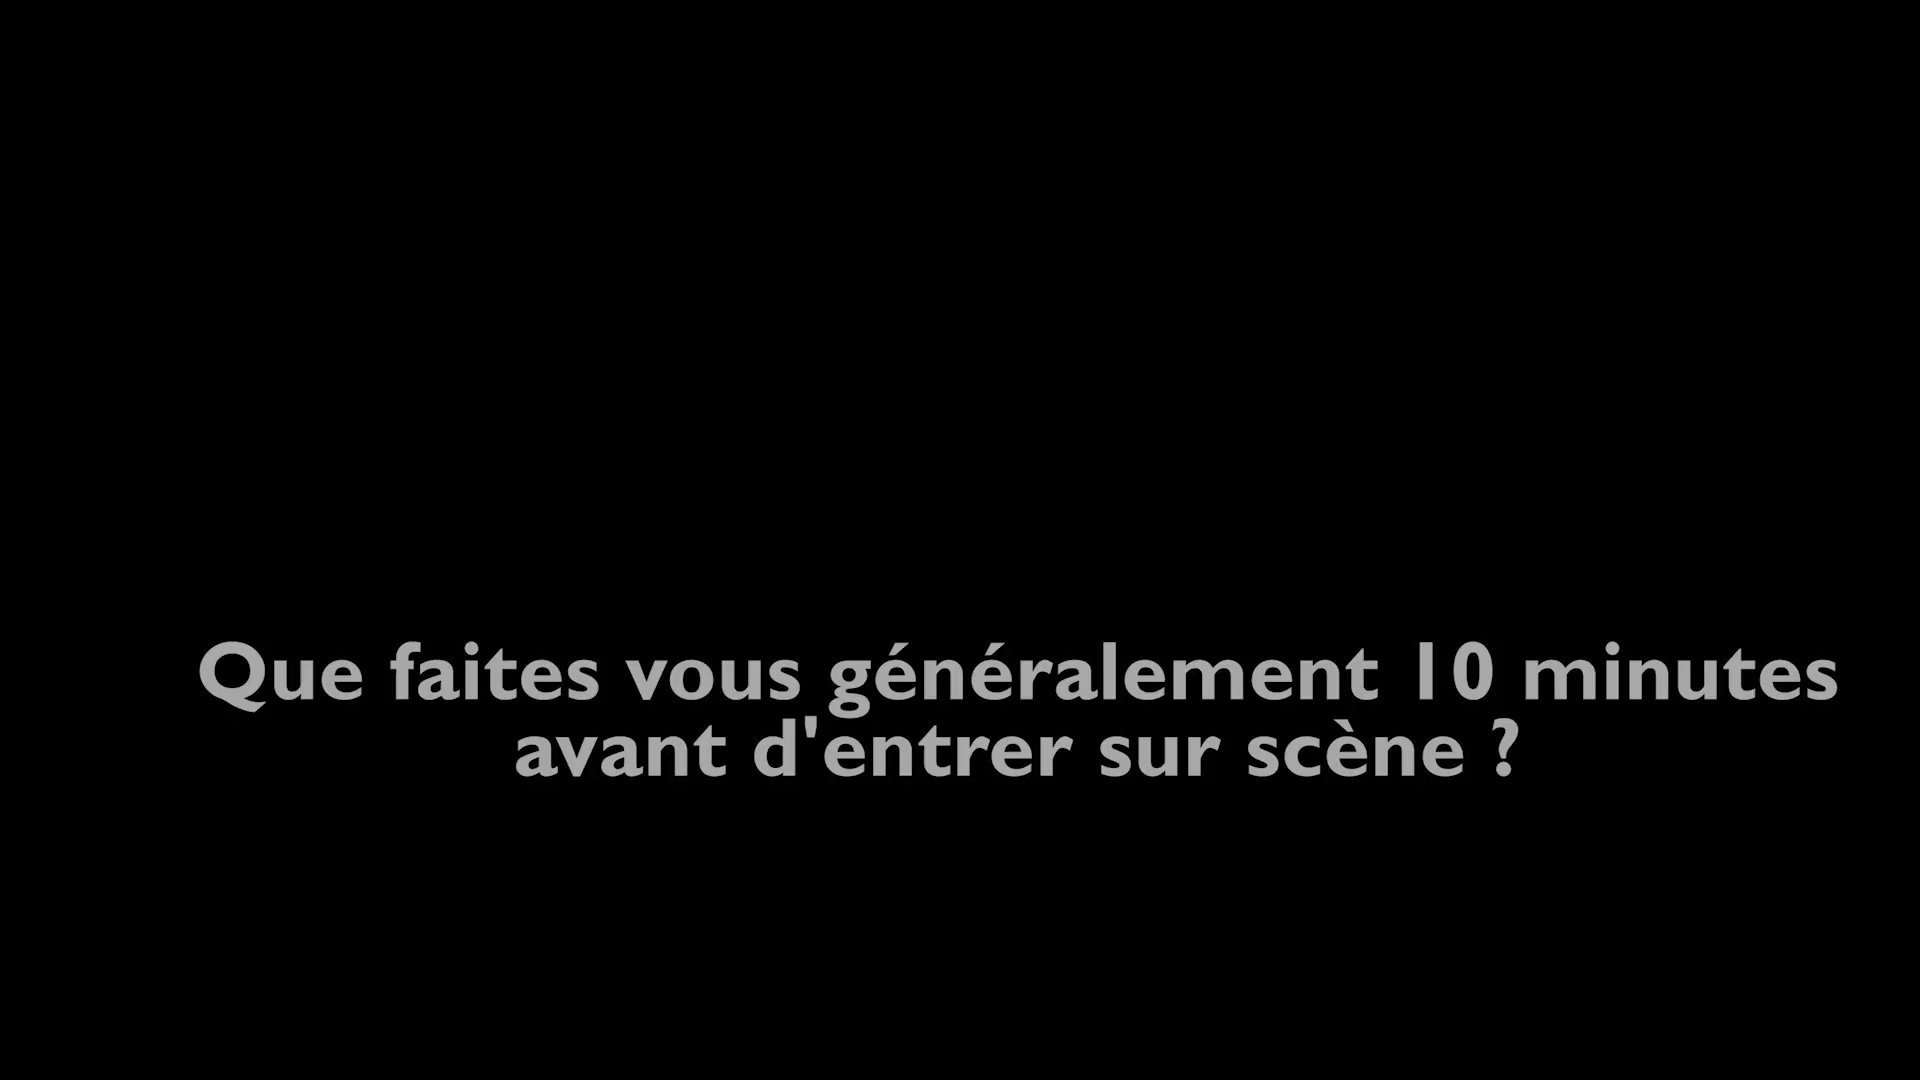 Que faites vous généralement 10 minutes
avant d'entrer sur scène ?